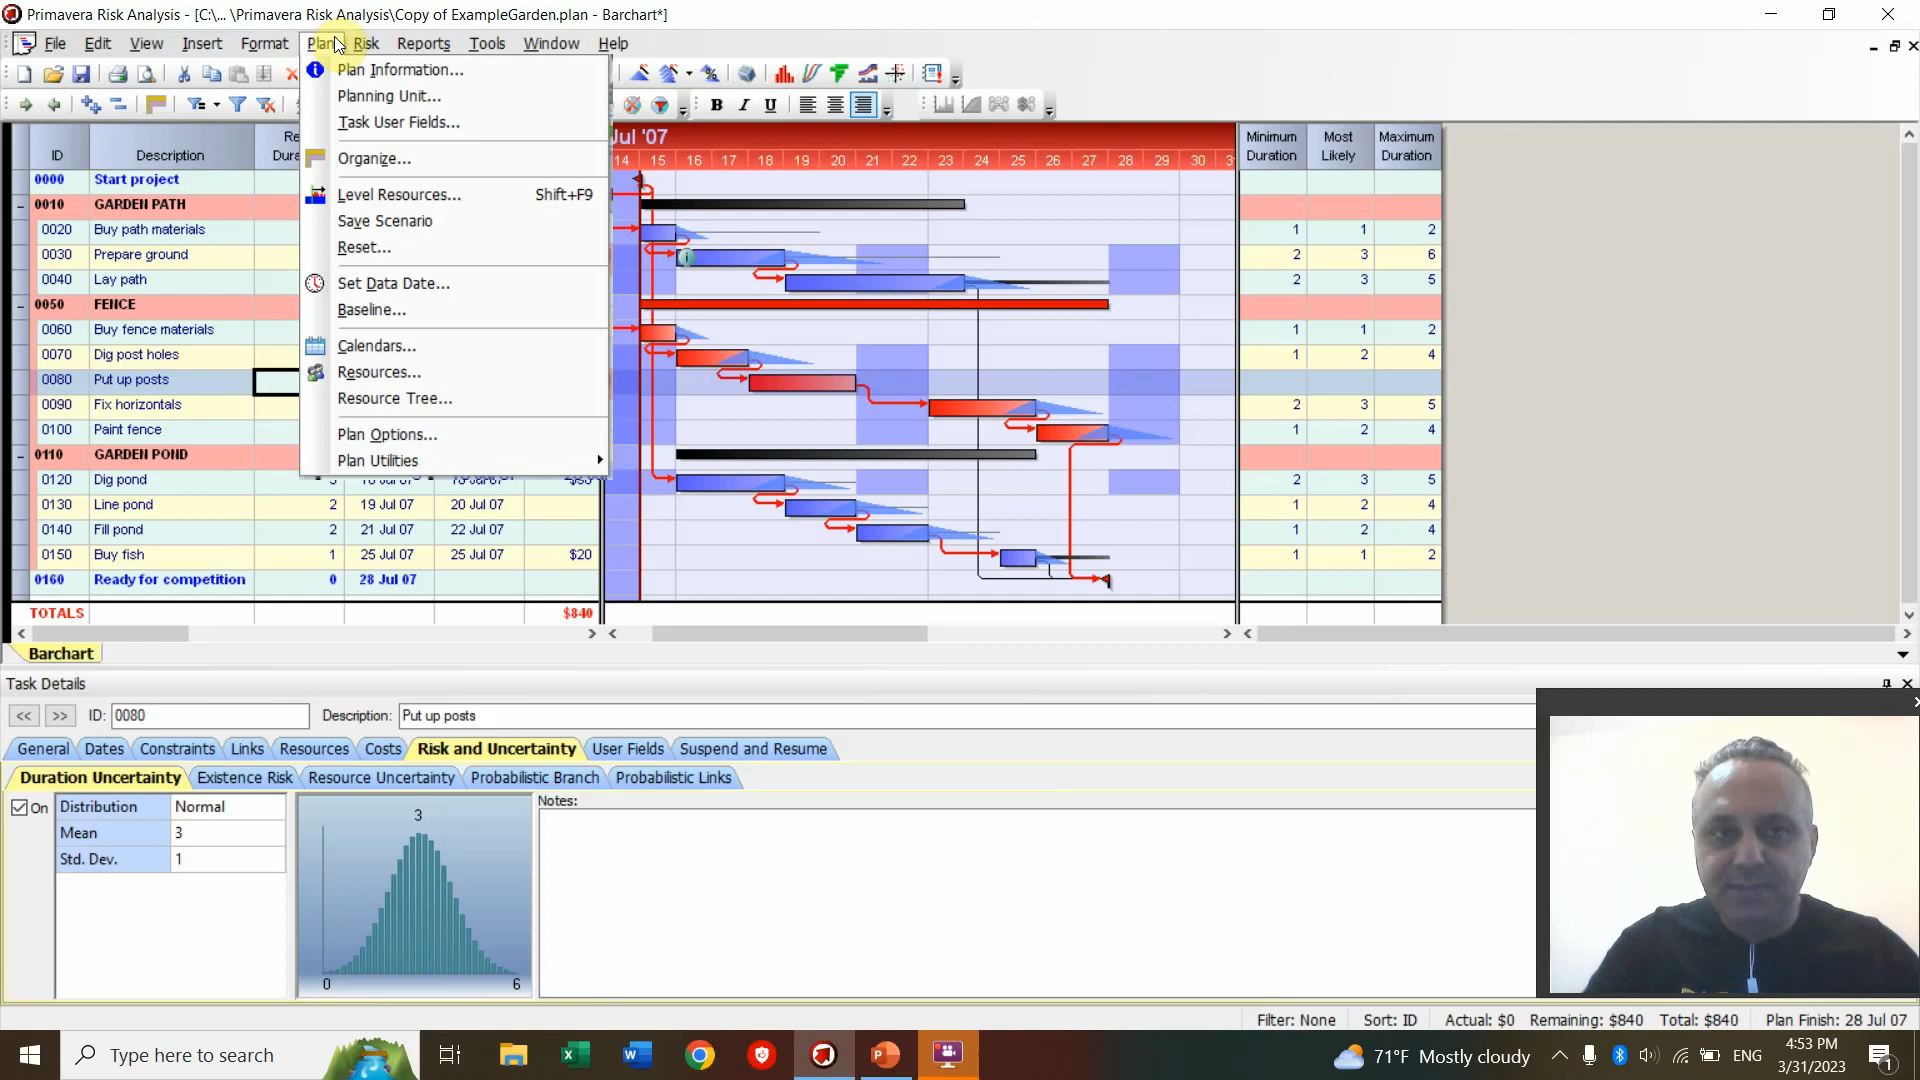 Primavera Risk Analysis - [C:\... \Primavera Risk Analysis\Copy of ExampleGarden.plan - Barchart*]
File Edit View Insert Format Plan Risk Reports Tools Window Help
Plan Information...
Planning Unit...
Task User Fields...
Organize...
Level Resources... Shift+F9
Save Scenario
Reset...
Set Data Date...
Baseline...
Calendars...
Resources...
Resource Tree...
Plan Options...
Plan Utilities
B I U
ID Description Re Dura
Jul '07
14 15 16 17 18 19 20 21 22 23 24 25 26 27 28 29 30
Minimum Duration Most Likely Maximum Duration
0000 Start project
0010 GARDEN PATH
0020 Buy path materials 1 1 2
0030 Prepare ground 2 3 6
0040 Lay path 2 3 5
0050 FENCE
0060 Buy fence materials 1 1 2
0070 Dig post holes 1 2 4
0080 Put up posts
0090 Fix horizontals 2 3 5
0100 Paint fence 1 2 4
0110 GARDEN POND
0120 Dig pond 2 3 5
0130 Line pond 2 19 Jul 07 20 Jul 07 1 2 4
0140 Fill pond 2 21 Jul 07 22 Jul 07 1 2 4
0150 Buy fish 1 25 Jul 07 25 Jul 07 $20 1 1 2
0160 Ready for competition 0 28 Jul 07
TOTALS $840
Barchart
Task Details
<< >> ID: 0080 Description: Put up posts
General Dates Constraints Links Resources Costs Risk and Uncertainty User Fields Suspend and Resume
Duration Uncertainty Existence Risk Resource Uncertainty Probabilistic Branch Probabilistic Links
On Distribution Normal
Mean 3
Std. Dev. 1
3
0 6
Notes:
Filter: None Sort: ID Actual: $0 Remaining: $840 Total: $840 Plan Finish: 28 Jul 07
Type here to search
71°F Mostly cloudy
ENG
4:53 PM
3/31/2023
1